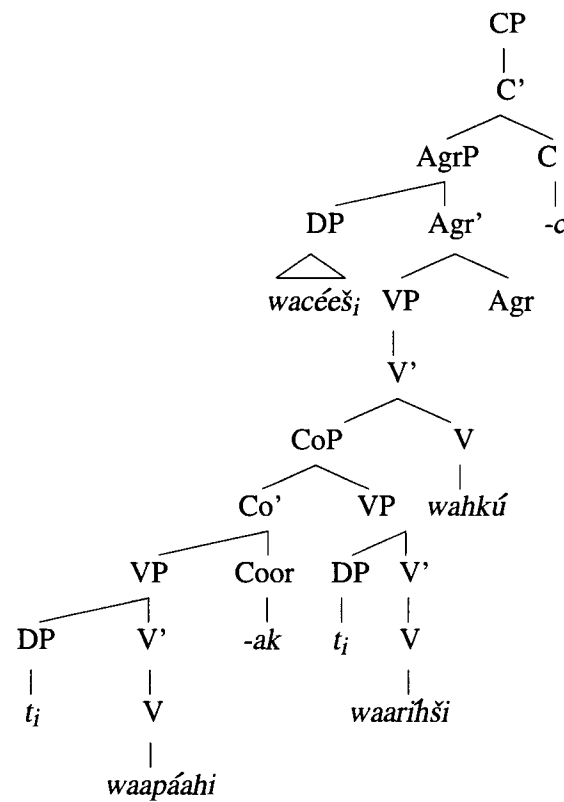 CP
C’
AgrP C
DP Agr’ -c
wacéeši VP Agr
V’
CoP V
Co’ VP wahkú
VP Coor DP V’
DP V’ -ak ti V
ti V waaríhši
waapáahi